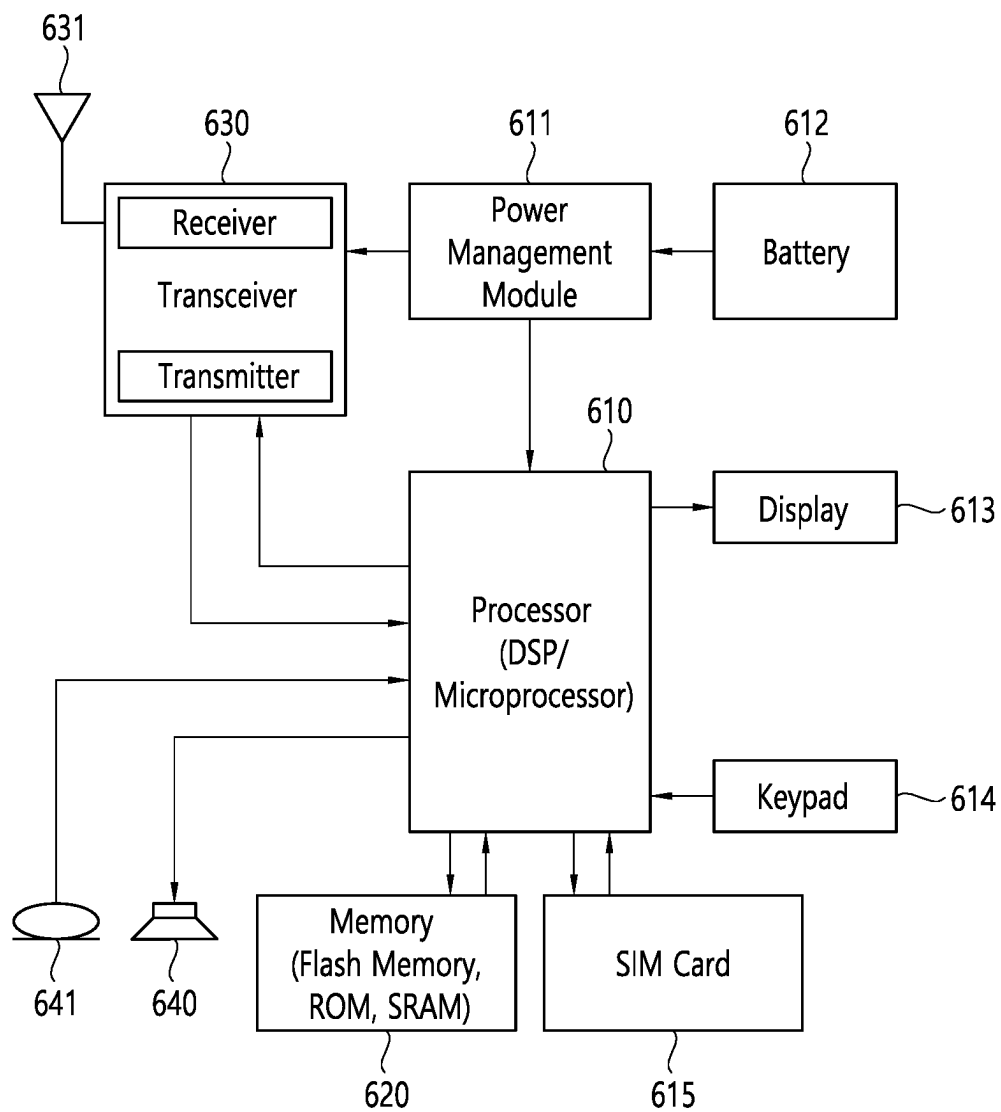 631
630
611
612
Receiver
Transceiver
Transmitter
Power
Management
Module
Battery
610
Display
613
Processor
(DSP/
Microprocessor)
Keypad
614
641
640
Memory
(Flash Memory,
ROM, SRAM)
SIM Card
620
615